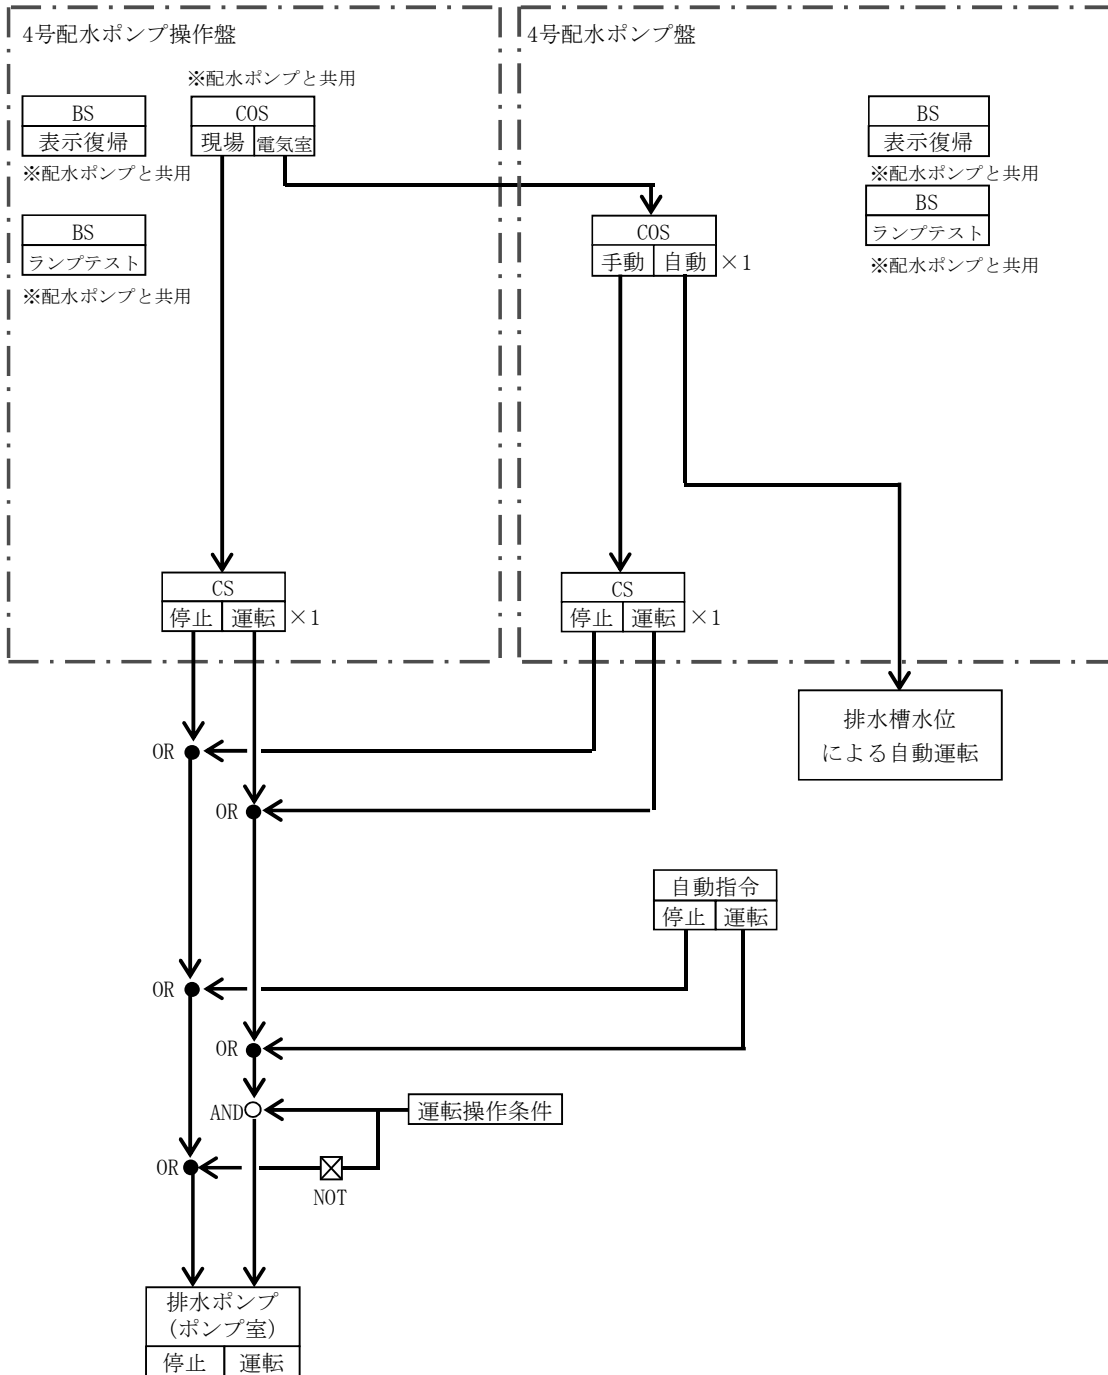 4号配水ポンプ操作盤
※配水ポンプと共用
BS
表示復帰
※配水ポンプと共用
COS
現場 電気室
BS
ランプテスト
※配水ポンプと共用
4号配水ポンプ盤
BS
表示復帰
※配水ポンプと共用
BS
ランプテスト
※配水ポンプと共用
COS
手動 自動 ×1
CS
停止 運転 ×1
CS
停止 運転 ×1
排水槽水位
による自動運転
OR
OR
自動指令
停止 運転
OR
OR
AND
運転操作条件
OR
NOT
排水ポンプ
(ポンプ室)
停止 運転